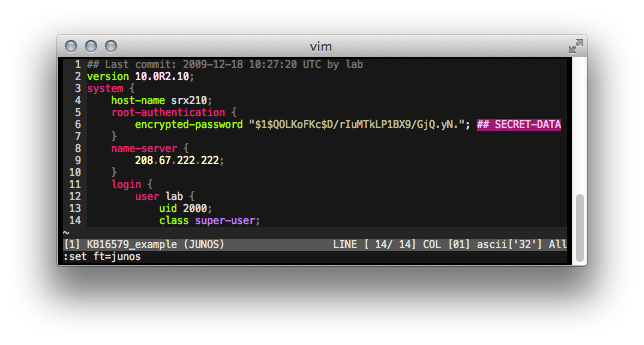 vim
1 ## Last commit: 2009-12-18 10:27:20 UTC by lab
2 version 10.0R2.10;
3 system {
4 host-name srx210;
5 root-authentication {
6 encrypted-password "$1$QOLKoFKc$D/rIuMTkLP1BX9/GjQ.yN."; ## SECRET-DATA
7 }
8 name-server {
9 208.67.222.222;
10 }
11 login {
12 user lab {
13 uid 2000;
14 class super-user;
~
[1] KB16579_example (JUNOS) LINE [ 14/ 14] COL [01] ascii['32'] All
:set ft=junos